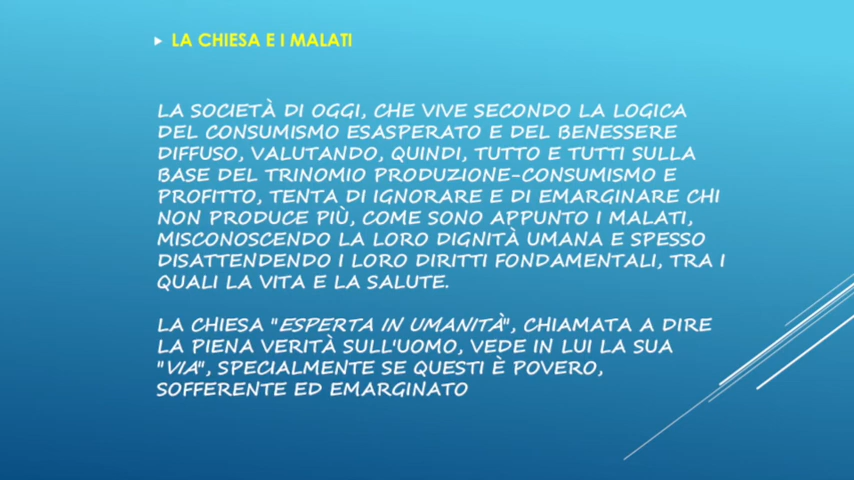 LA CHIESA E I MALATI
LA SOCIETÀ DI OGGI, CHE VIVE SECONDO LA LOGICA
DEL CONSUMISMO ESASPERATO E DEL BENESSERE
DIFFUSO, VALUTANDO, QUINDI, TUTTO E TUTTI SULLA
BASE DEL TRINOMIO PRODUZIONE-CONSUMISMO E
PROFITTO, TENTA DI IGNORARE E DI EMARGINARE CHI
NON PRODUCE PIÙ, COME SONO APPUNTO I MALATI,
MISCONOSCENDO LA LORO DIGNITÀ UMANA E SPESSO
DISATTENDENDO I LORO DIRITTI FONDAMENTALI, TRA I
QUALI LA VITA E LA SALUTE.
LA CHIESA "ESPERTA IN UMANITÀ", CHIAMATA A DIRE
LA PIENA VERITÀ SULL'UOMO, VEDE IN LUI LA SUA
"VIA", SPECIALMENTE SE QUESTI È POVERO,
SOFFERENTE ED EMARGINATO